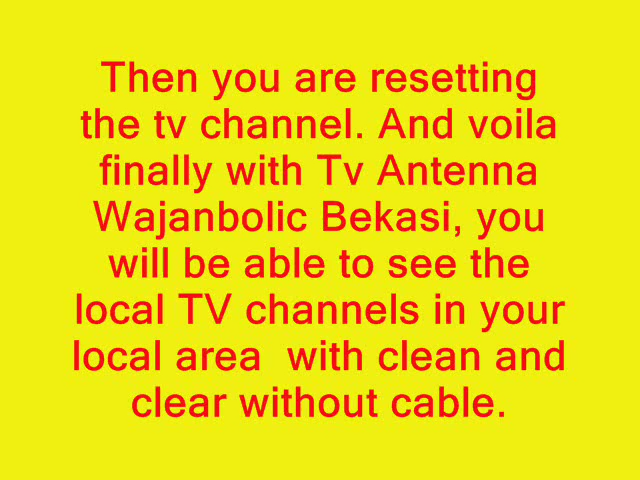 Then you are resetting
the tv channel. And voila
finally with Tv Antenna
Wajanbolic Bekasi, you
will be able to see the
local TV channels in your
local area  with clean and
clear without cable.